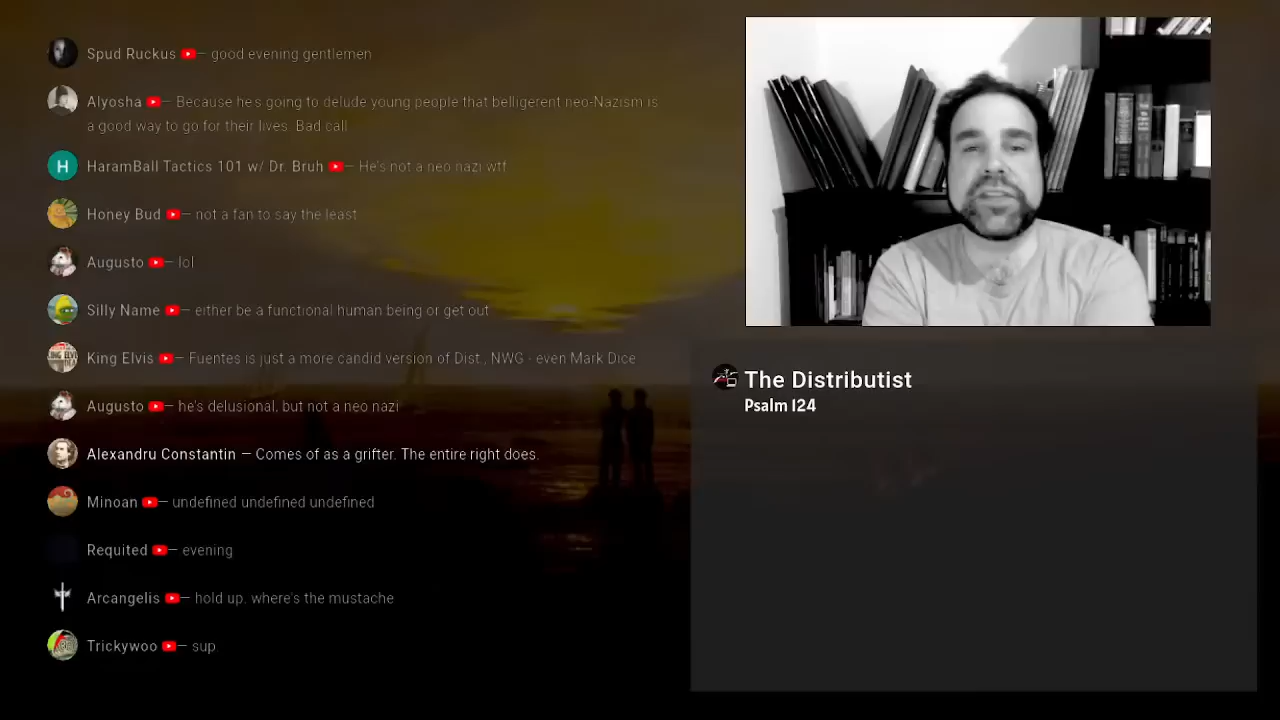 Spud Ruckus — good evening gentlemen
Alyosha — Because he's going to delude young people that belligerent neo-Nazism is
a good way to go for their lives. Bad call
H HaramBall Tactics 101 w/ Dr. Bruh — He's not a neo nazi wtf
Honey Bud — not a fan to say the least
Augusto — lol
Silly Name — either be a functional human being or get out
King Elvis — Fuentes is just a more candid version of Dist., NWG - even Mark Dice
Augusto — he's delusional, but not a neo nazi
Alexandru Constantin — Comes of as a grifter. The entire right does.
Minoan — undefined undefined undefined
Requited — evening
Arcangelis — hold up, where's the mustache
Trickywoo — sup
The Distributist
Psalm 124